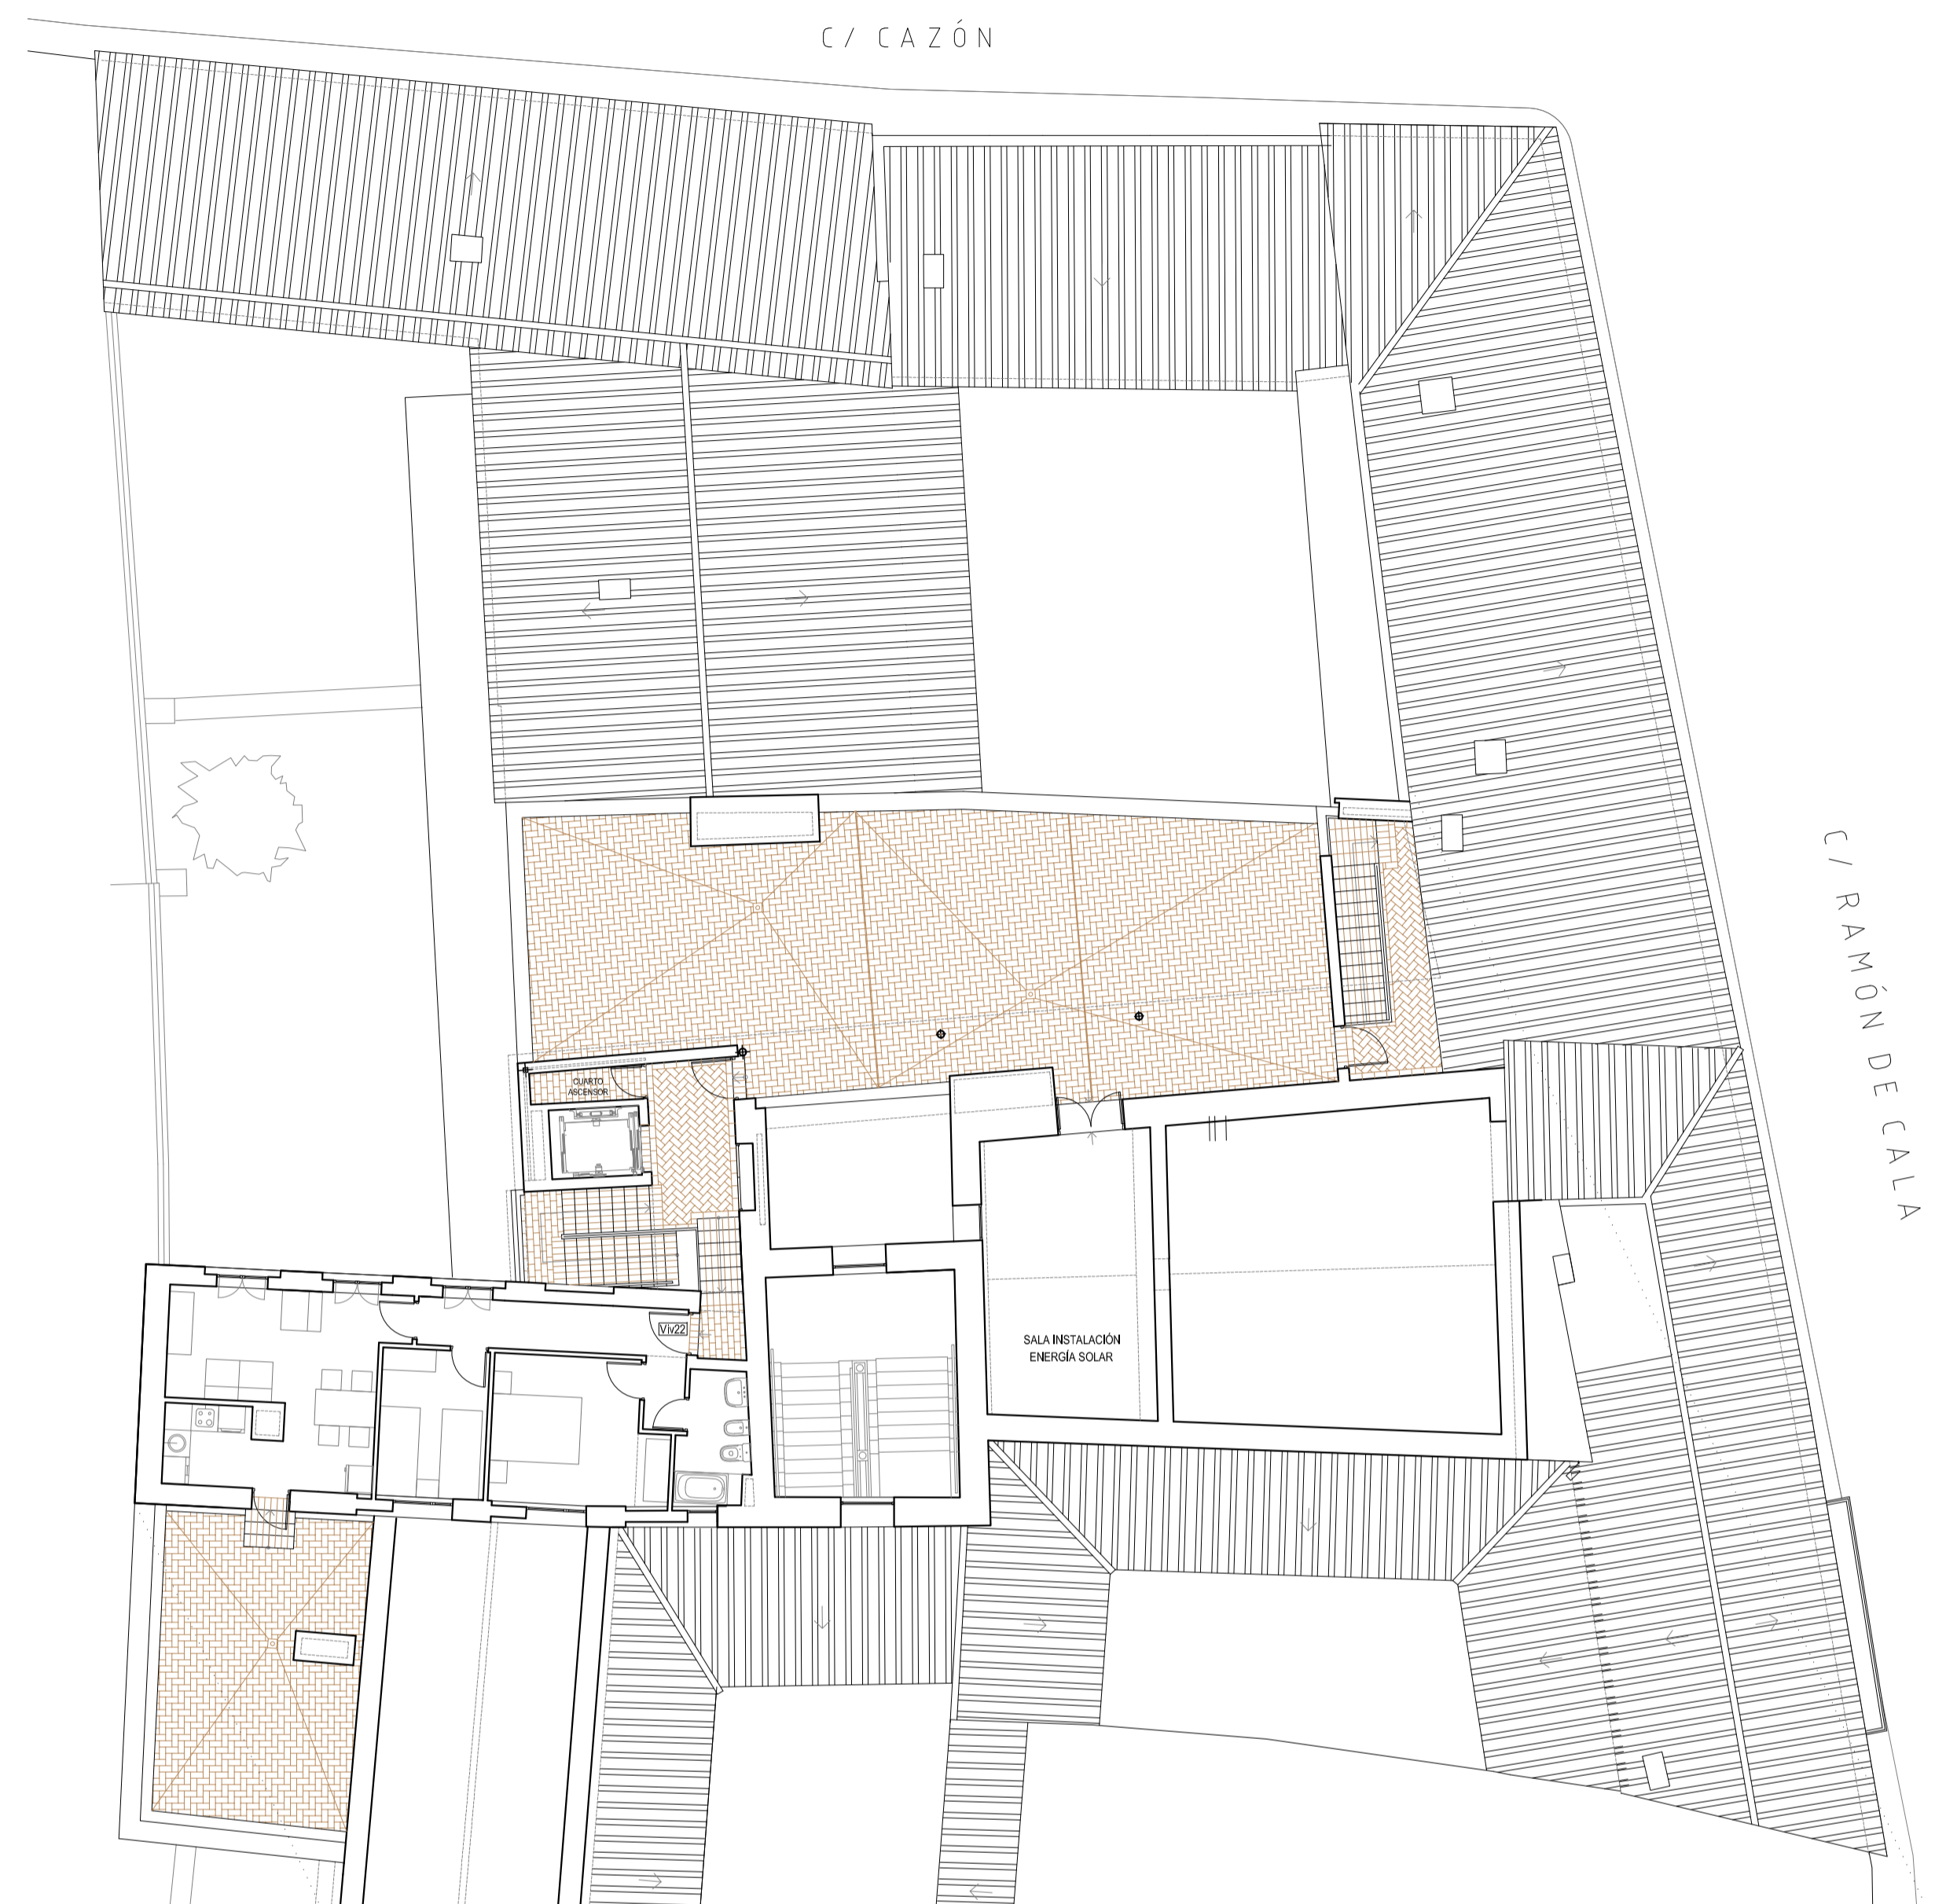 C/ CAZÓN
C/ RAMÓN DE CALA
CUARTO
ASCENSOR
Viv22
SALA INSTALACIÓN
ENERGÍA SOLAR